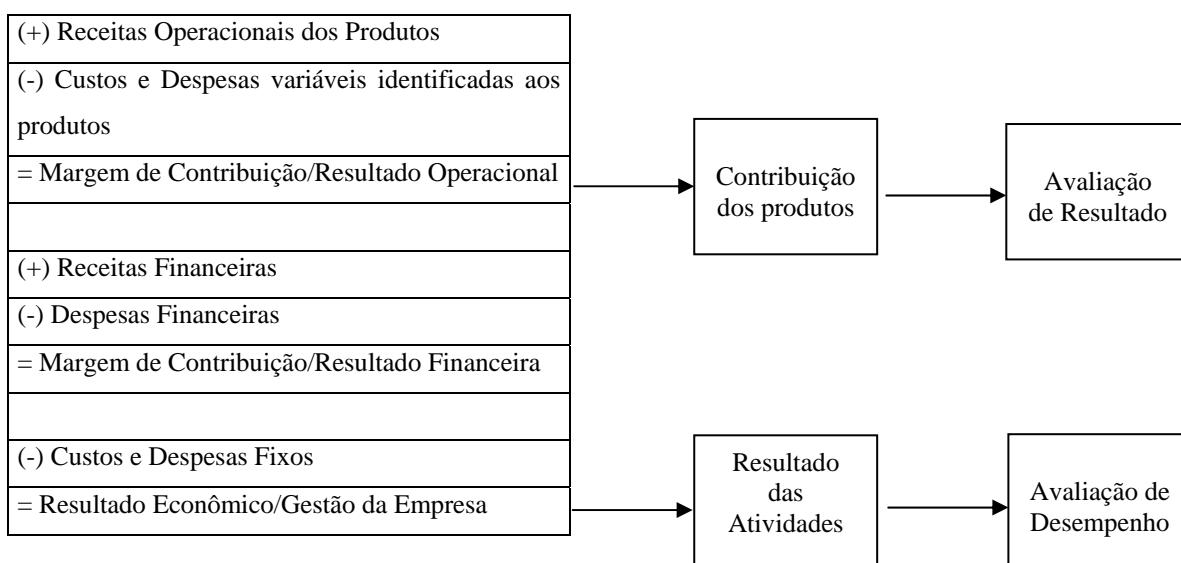 (+) Receitas Operacionais dos Produtos
(-) Custos e Despesas variáveis identificadas aos
produtos
= Margem de Contribuição/Resultado Operacional
(+) Receitas Financeiras
(-) Despesas Financeiras
= Margem de Contribuição/Resultado Financeira
(-) Custos e Despesas Fixos
= Resultado Econômico/Gestão da Empresa
Contribuição
dos produtos
Avaliação
de Resultado
Resultado
das
Atividades
Avaliação de
Desempenho